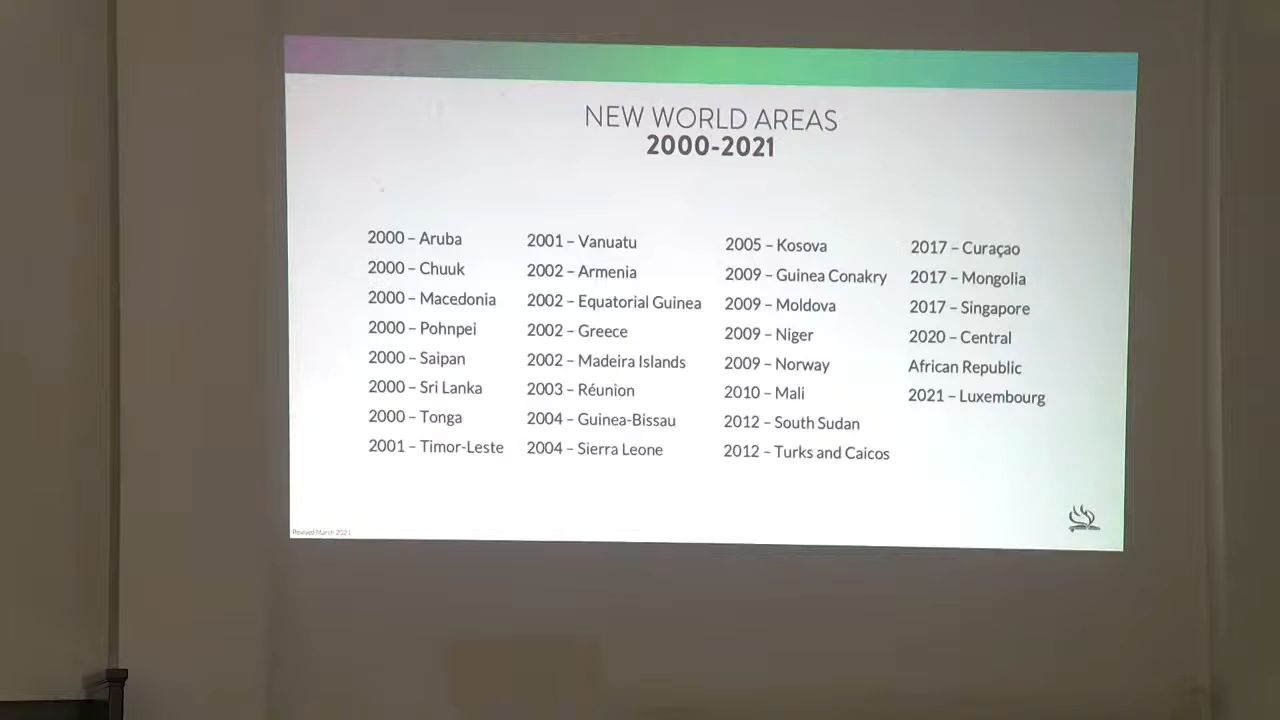 NEW WORLD AREAS
2000-2021
2000 – Aruba
2000 – Chuuk
2000 – Macedonia
2000 – Pohnpei
2000 – Saipan
2000 – Sri Lanka
2000 – Tonga
2001 – Timor-Leste
2001 – Vanuatu
2002 – Armenia
2002 – Equatorial Guinea
2002 – Greece
2002 – Madeira Islands
2003 – Réunion
2004 – Guinea-Bissau
2004 – Sierra Leone
2005 – Kosova
2009 – Guinea Conakry
2009 – Moldova
2009 – Niger
2009 – Norway
2010 – Mali
2012 – South Sudan
2012 – Turks and Caicos
2017 – Curaçao
2017 – Mongolia
2017 – Singapore
2020 – Central
African Republic
2021 – Luxembourg
Revised March 2021